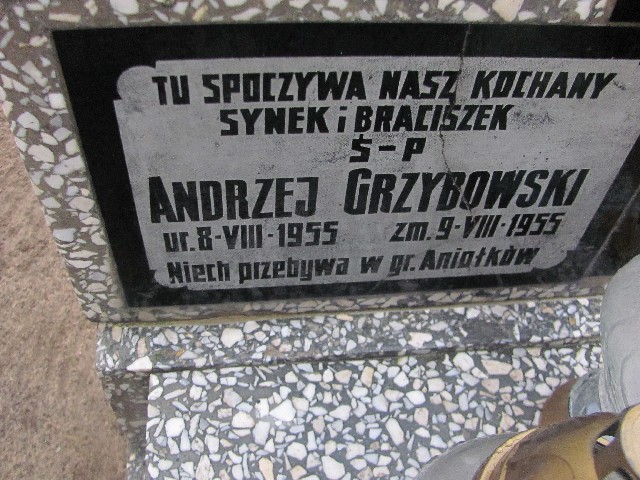 TU SPOCZYWA NASZ KOCHANY
SYNEK i BRACISZEK
Ś-P
ANDRZEJ GRZYBOWSKI
ur. 8-VIII-1955 zm. 9-VIII-1955
Niech przebywa w gr. Aniołków